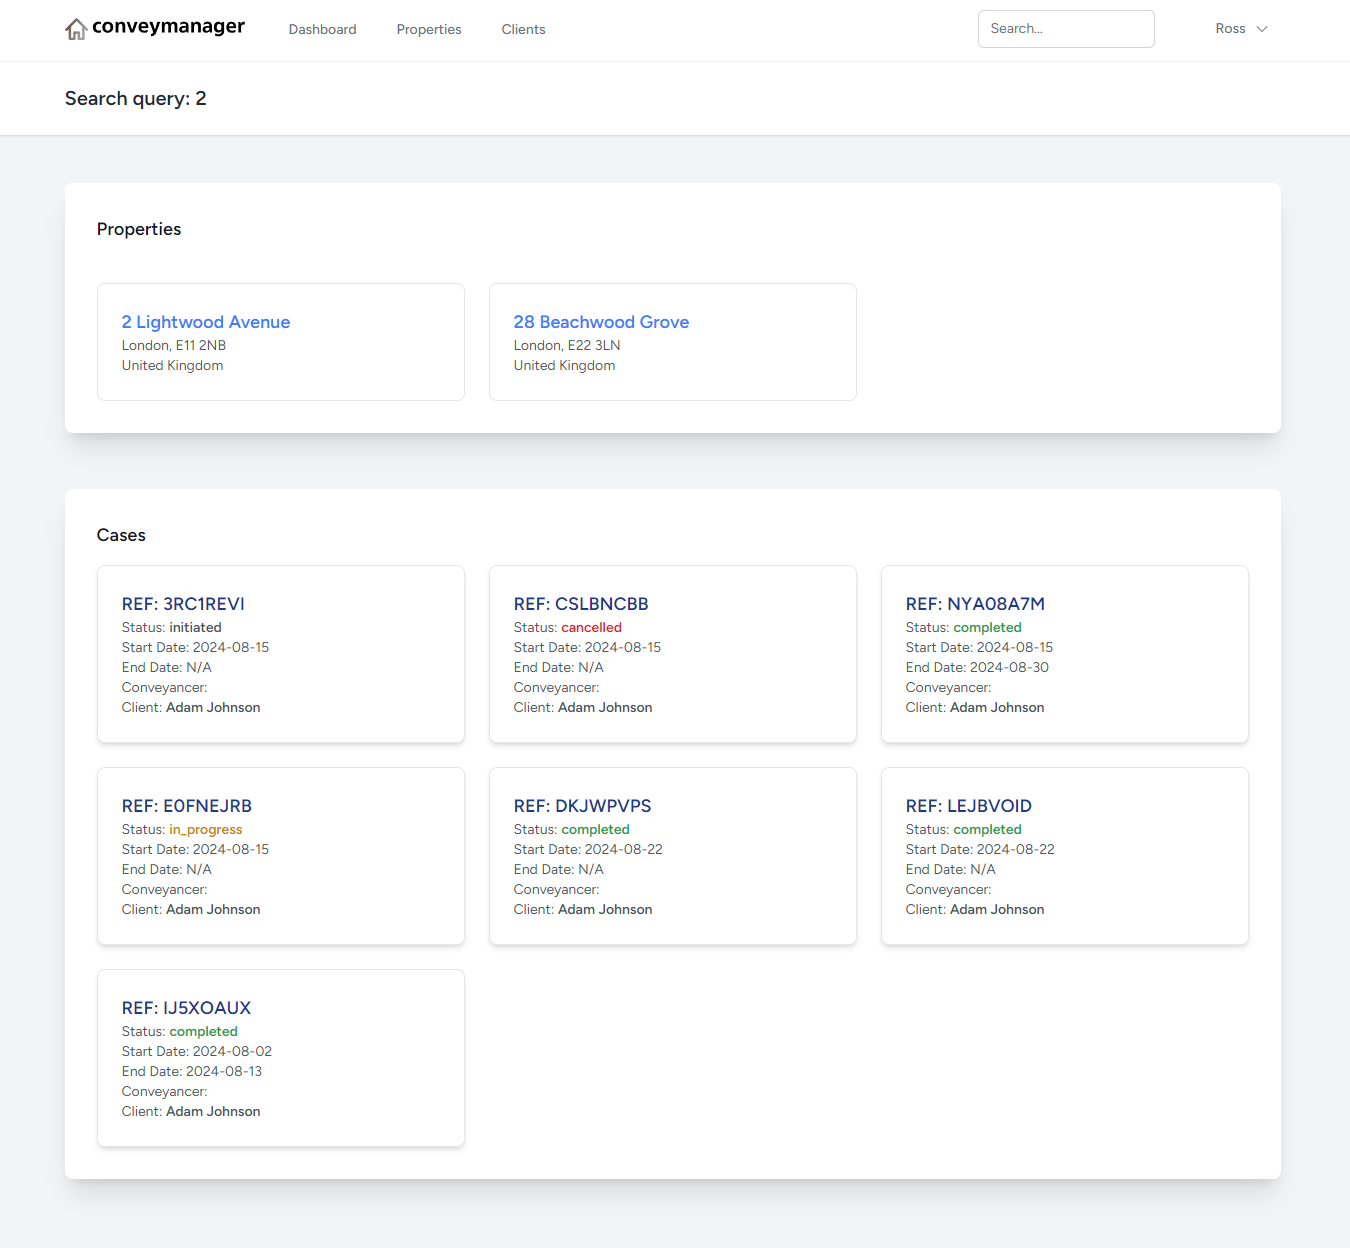 conveymanager
Dashboard
Properties
Clients
Search...
Ross
Search query: 2
Properties
2 Lightwood Avenue
London, E11 2NB
United Kingdom
28 Beachwood Grove
London, E22 3LN
United Kingdom
Cases
REF: 3RC1REVI
Status: initiated
Start Date: 2024-08-15
End Date: N/A
Conveyancer:
Client: Adam Johnson
REF: CSLBNCBB
Status: cancelled
Start Date: 2024-08-15
End Date: N/A
Conveyancer:
Client: Adam Johnson
REF: NYA08A7M
Status: completed
Start Date: 2024-08-15
End Date: 2024-08-30
Conveyancer:
Client: Adam Johnson
REF: E0FNEJRB
Status: in_progress
Start Date: 2024-08-15
End Date: N/A
Conveyancer:
Client: Adam Johnson
REF: DKJWPVPS
Status: completed
Start Date: 2024-08-22
End Date: N/A
Conveyancer:
Client: Adam Johnson
REF: LEJBVOID
Status: completed
Start Date: 2024-08-22
End Date: N/A
Conveyancer:
Client: Adam Johnson
REF: IJ5XOAUX
Status: completed
Start Date: 2024-08-02
End Date: 2024-08-13
Conveyancer:
Client: Adam Johnson